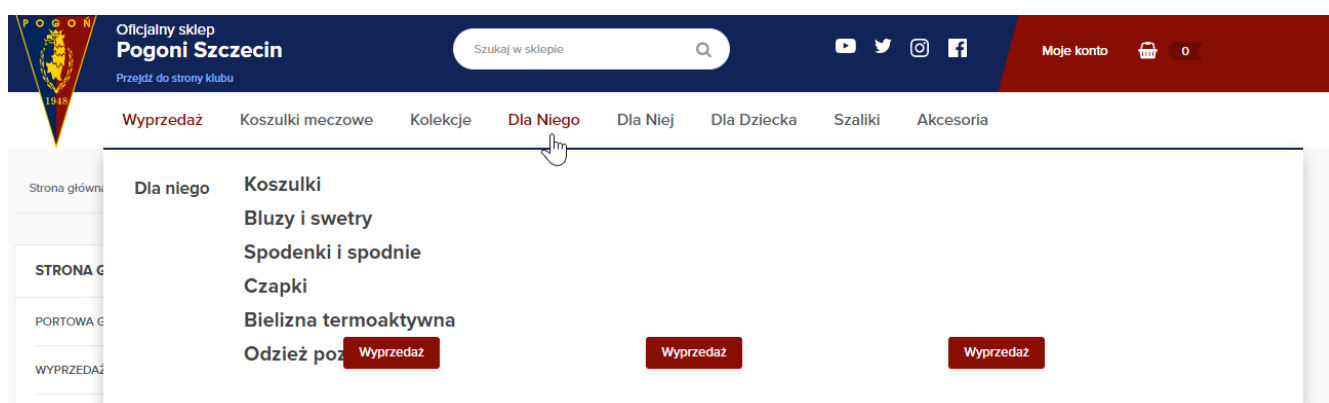 POGOŃ
1948
Oficjalny sklep
Pogoni Szczecin
Przejdź do strony klubu
Szukaj w sklepie
Moje konto 0
Wyprzedaż Koszulki meczowe Kolekcje Dla Niego Dla Niej Dla Dziecka Szaliki Akcesoria
Strona główna
Dla niego
Koszulki
Bluzy i swetry
Spodenki i spodnie
Czapki
Bielizna termoaktywna
Odzież poz
STRONA G
PORTOWA G
WYPRZEDAŻ
Wyprzedaż Wyprzedaż Wyprzedaż